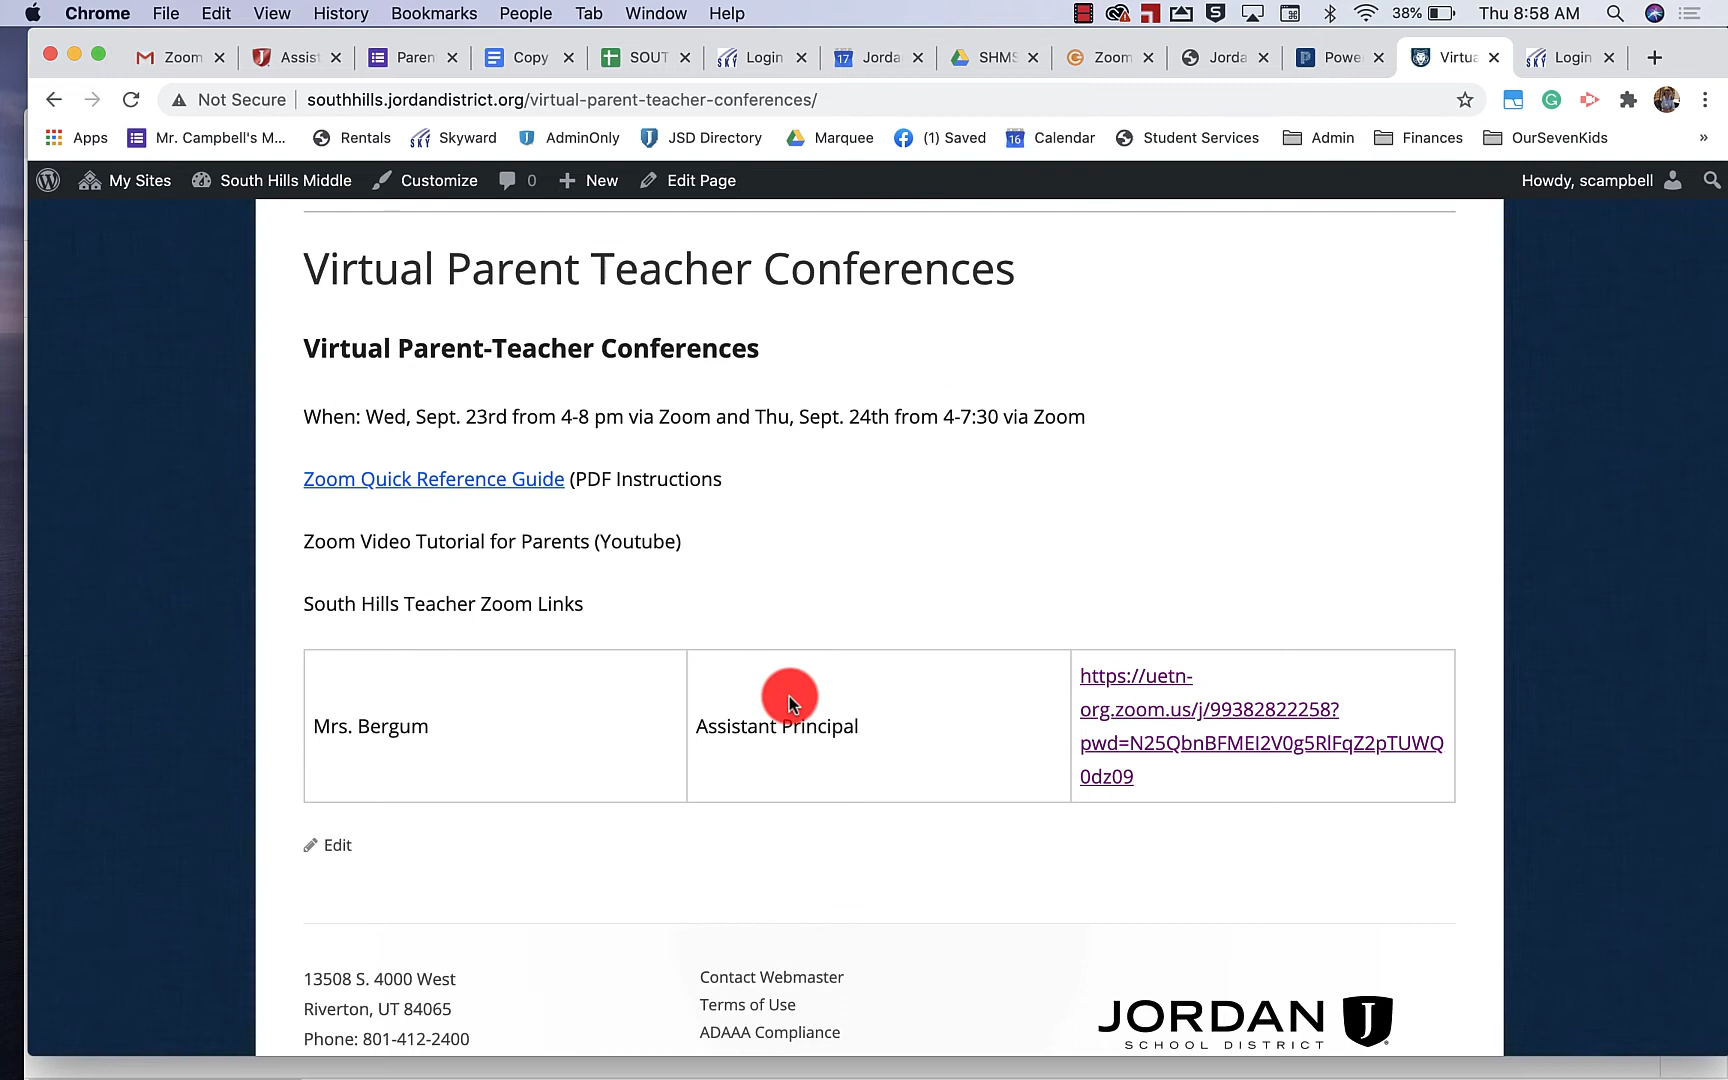 Chrome File Edit View History Bookmarks People Tab Window Help 38% Thu 8:58 AM
Zoom Assist Paren Copy SOUT Login Jorda SHMS Zoom Jorda Powe Virtua Login
Not Secure southhills.jordandistrict.org/virtual-parent-teacher-conferences/
Apps Mr. Campbell's M... Rentals Skyward AdminOnly JSD Directory Marquee (1) Saved 16 Calendar Student Services Admin Finances OurSevenKids »
My Sites South Hills Middle Customize 0 New Edit Page Howdy, scampbell
Virtual Parent Teacher Conferences
Virtual Parent-Teacher Conferences
When: Wed, Sept. 23rd from 4-8 pm via Zoom and Thu, Sept. 24th from 4-7:30 via Zoom
Zoom Quick Reference Guide (PDF Instructions
Zoom Video Tutorial for Parents (Youtube)
South Hills Teacher Zoom Links
Mrs. Bergum
Assistant Principal
https://uetn-
org.zoom.us/j/99382822258?
pwd=N25QbnBFMEI2V0g5RlFqZ2pTUWQ
0dz09
Edit
13508 S. 4000 West
Riverton, UT 84065
Phone: 801-412-2400
Contact Webmaster
Terms of Use
ADAAA Compliance
JORDAN
SCHOOL DISTRICT